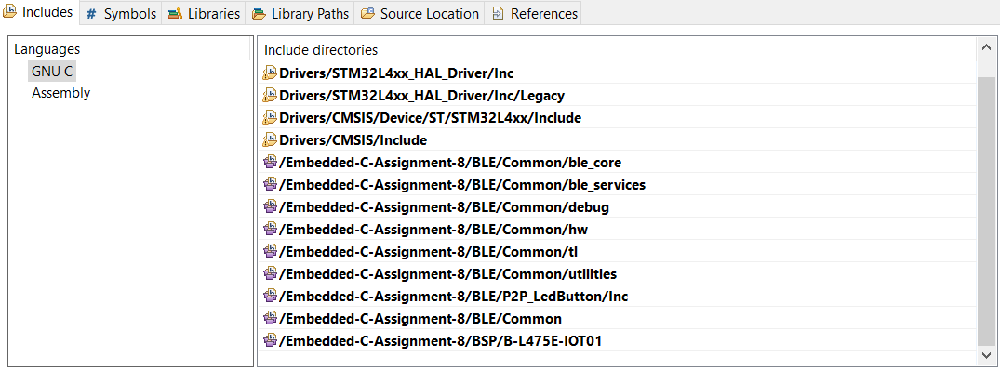 Includes # Symbols Libraries Library Paths Source Location References
Languages
GNU C
Assembly
Include directories
Drivers/STM32L4xx_HAL_Driver/Inc
Drivers/STM32L4xx_HAL_Driver/Inc/Legacy
Drivers/CMSIS/Device/ST/STM32L4xx/Include
Drivers/CMSIS/Include
/Embedded-C-Assignment-8/BLE/Common/ble_core
/Embedded-C-Assignment-8/BLE/Common/ble_services
/Embedded-C-Assignment-8/BLE/Common/debug
/Embedded-C-Assignment-8/BLE/Common/hw
/Embedded-C-Assignment-8/BLE/Common/tl
/Embedded-C-Assignment-8/BLE/Common/utilities
/Embedded-C-Assignment-8/BLE/P2P_LedButton/Inc
/Embedded-C-Assignment-8/BLE/Common
/Embedded-C-Assignment-8/BSP/B-L475E-IOT01